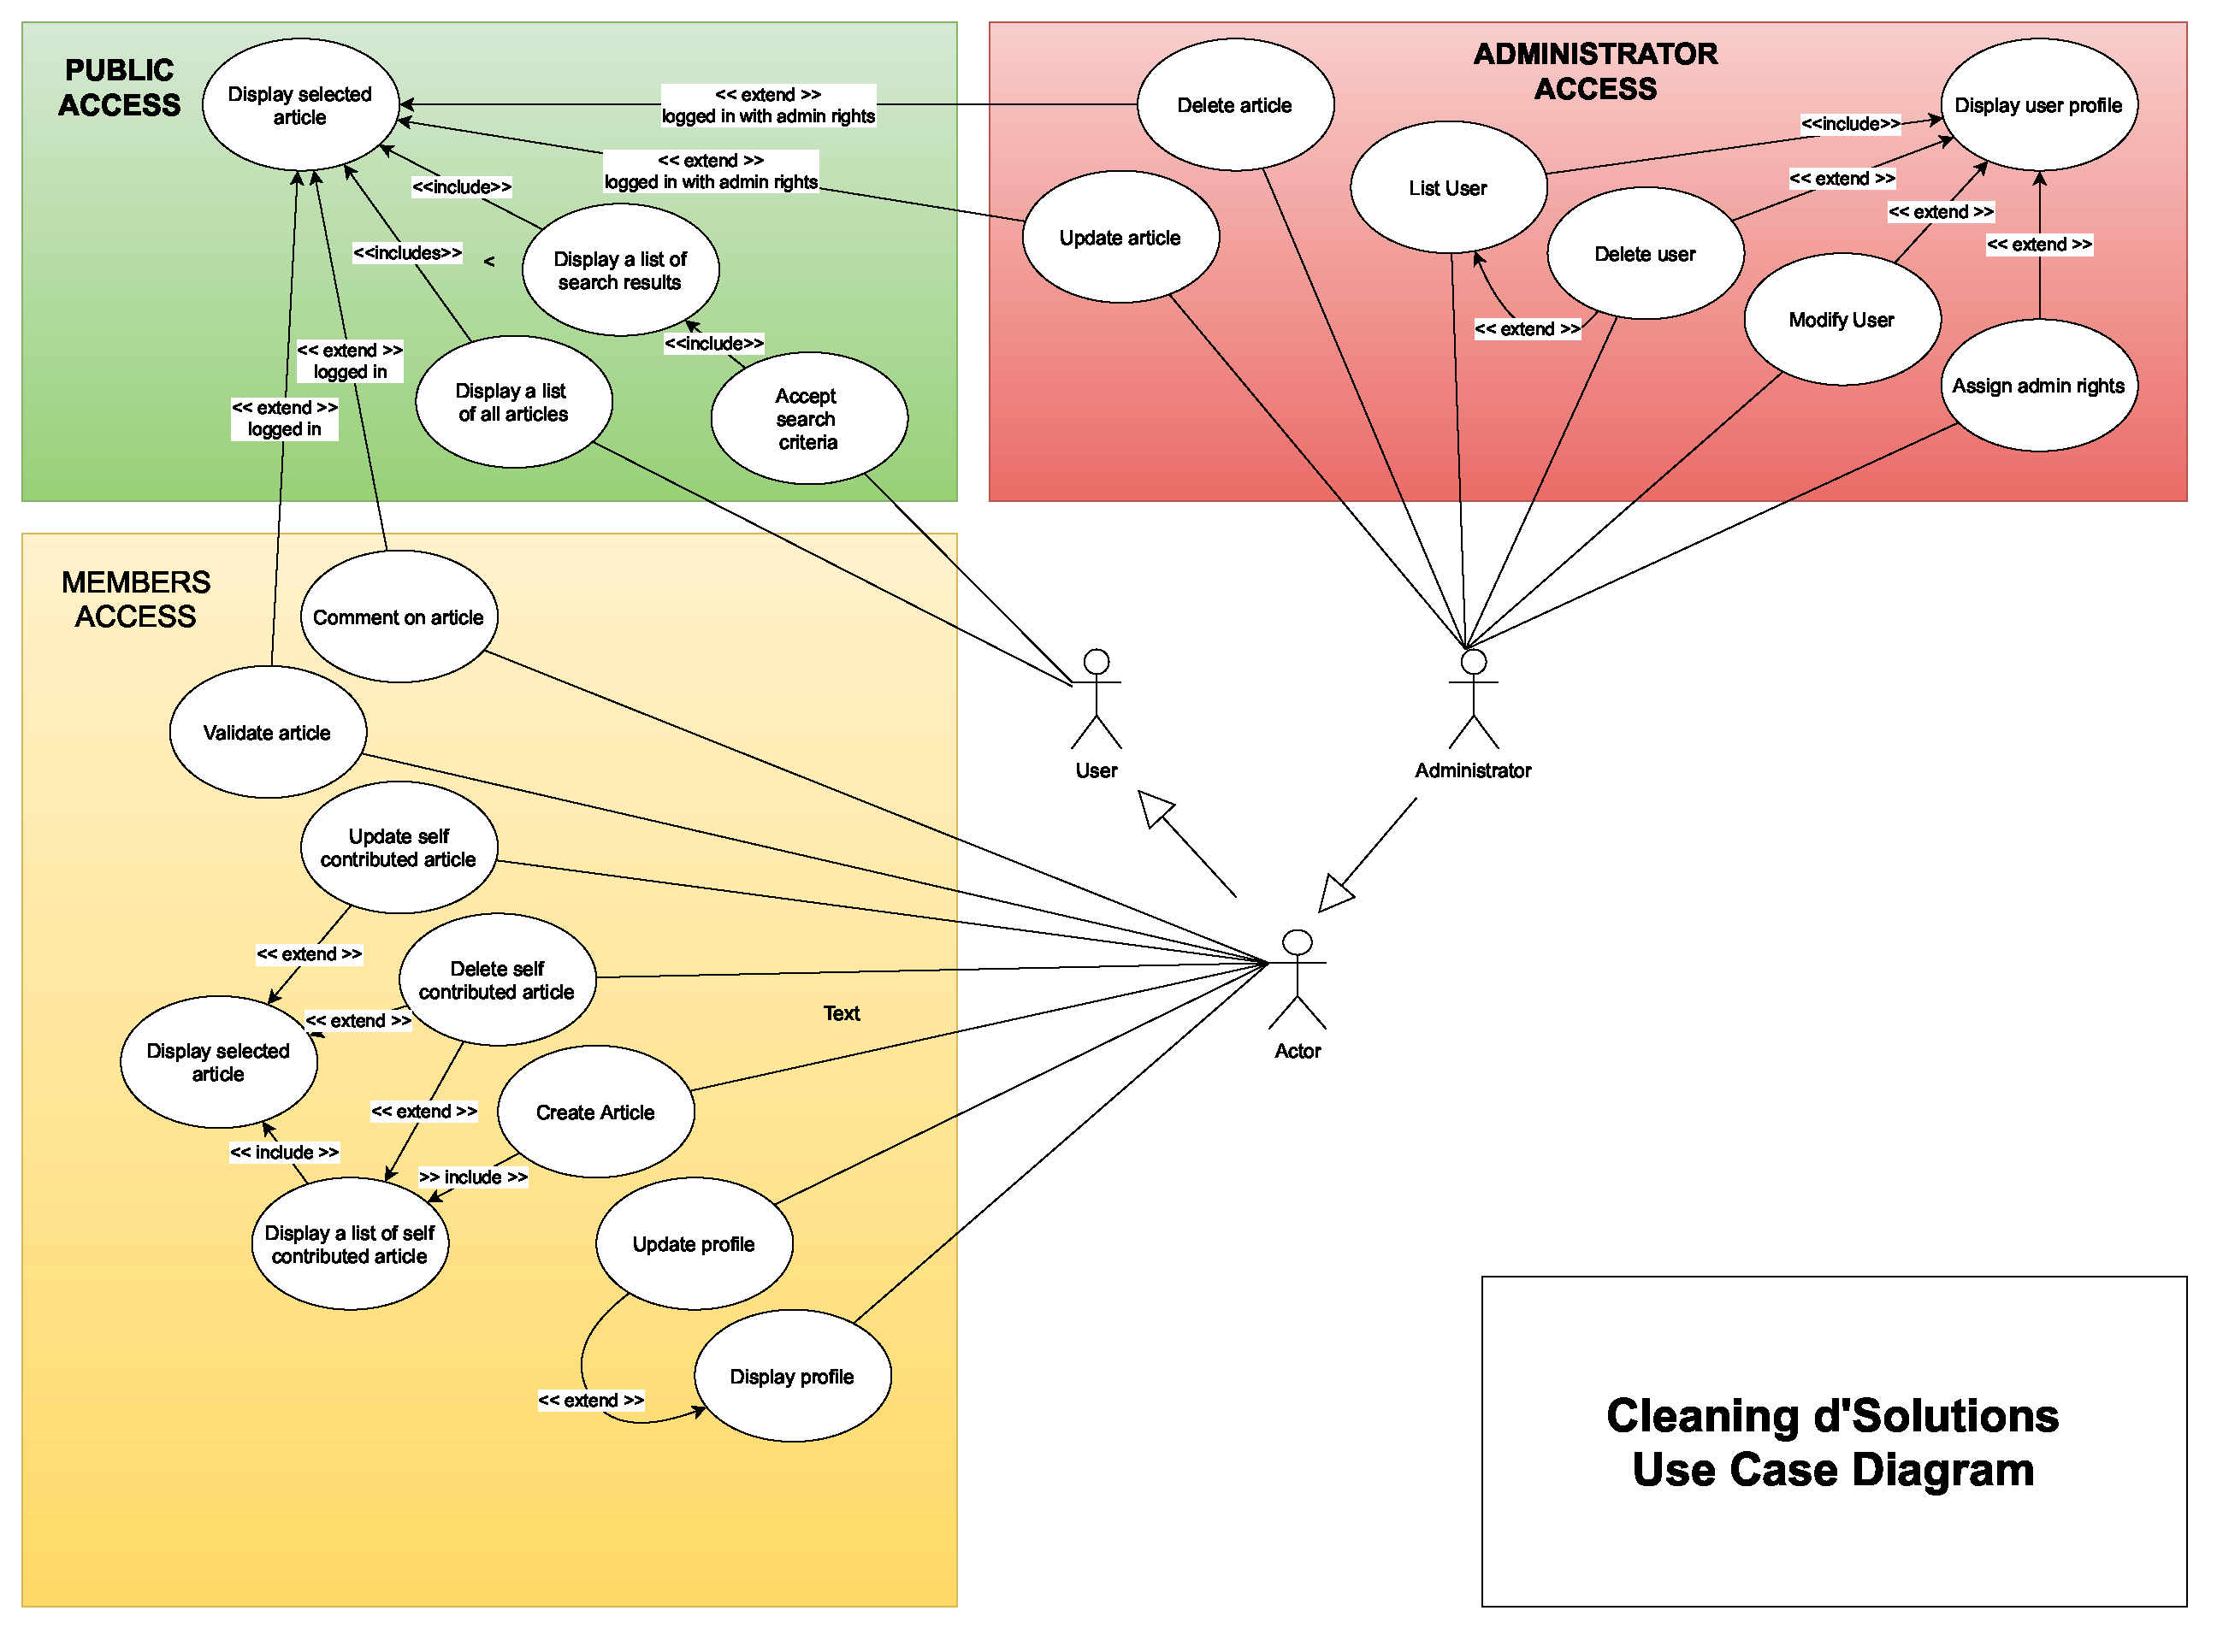 PUBLIC
ACCESS
Display selected
article
<< extend >>
logged in with admin rights
<< extend >>
logged in with admin rights
<<include>>
<<includes>>
<
Display a list of
search results
<<include>>
<< extend >>
logged in
<< extend >>
logged in
Display a list
of all articles
Accept
search
criteria
ADMINISTRATOR
ACCESS
Delete article
Update article
List User
Delete user
Modify User
Display user profile
Assign admin rights
<<include>>
<< extend >>
<< extend >>
<< extend >>
<< extend >>
MEMBERS
ACCESS
Comment on article
Validate article
Update self
contributed article
<< extend >>
Delete self
contributed article
<< extend >>
Display selected
article
<< extend >>
Create Article
<< include >>
>> include >>
Display a list of self
contributed article
Update profile
<< extend >>
Display profile
Text
User
Administrator
Actor
Cleaning d'Solutions
Use Case Diagram